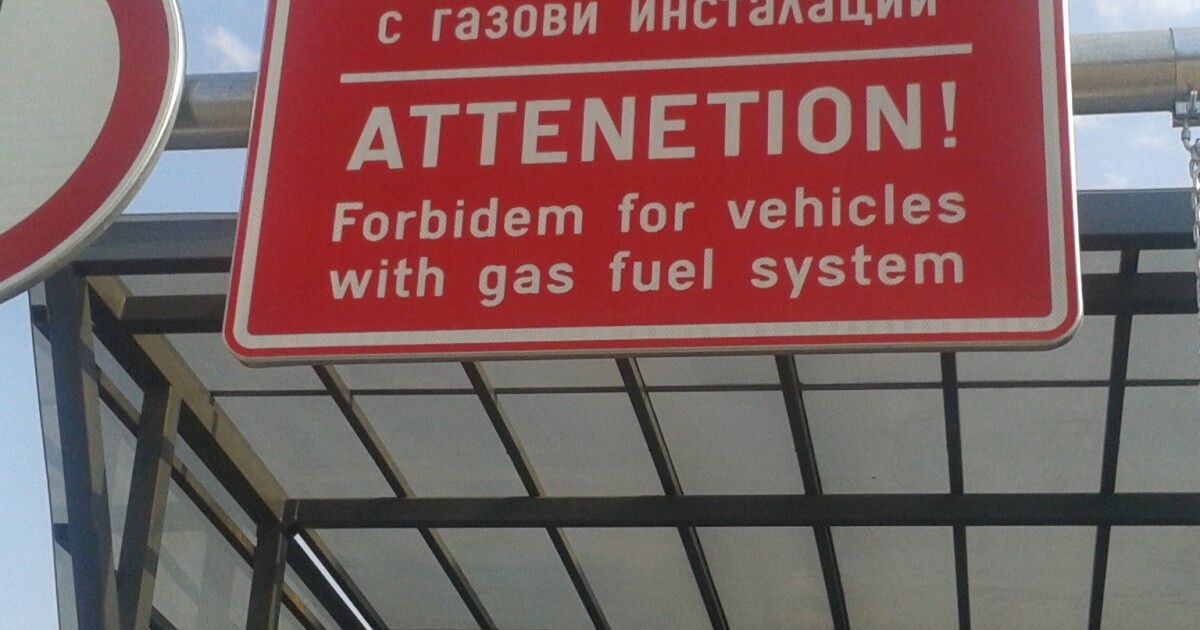 с газови инсталации
ATTENETION!
Forbidem for vehicles
with gas fuel system